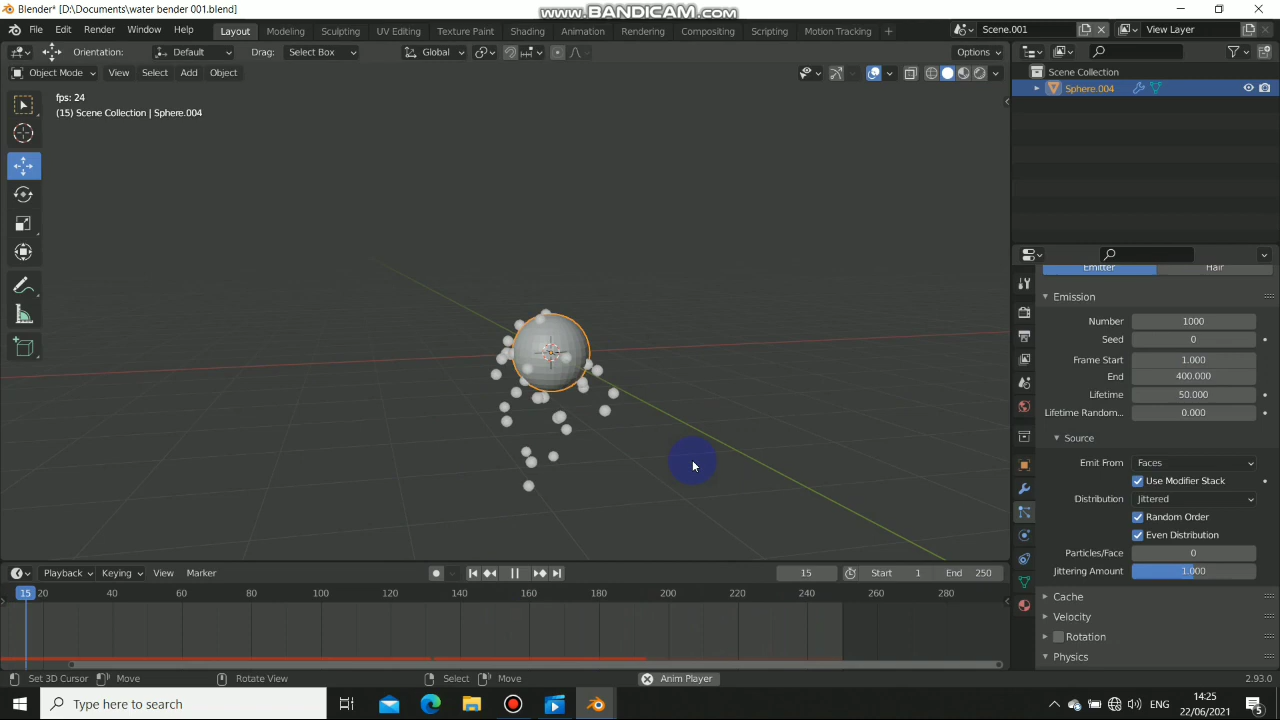 Blender* [D:\Documents\water bender 001.blend]
www.BANDICAM.com
File Edit Render Window Help Layout Modeling Sculpting UV Editing Texture Paint Shading Animation Rendering Compositing Scripting Motion Tracking + Scene.001 View Layer
Orientation: Default Drag: Select Box Global Options
Object Mode View Select Add Object
Scene Collection
Sphere.004
fps: 24
(15) Scene Collection | Sphere.004
Emitter Hair
Emission
Number 1000
Seed 0
Frame Start 1.000
End 400.000
Lifetime 50.000
Lifetime Random... 0.000
Source
Emit From Faces
Use Modifier Stack
Distribution Jittered
Random Order
Even Distribution
Particles/Face 0
Jittering Amount 1.000
Cache
Velocity
Rotation
Physics
Playback Keying View Marker 15 Start 1 End 250
15 20 40 60 80 100 120 140 160 180 200 220 240 260 280
Set 3D Cursor Move Rotate View Select Move Anim Player 2.93.0
Type here to search
ENG
14:25
22/06/2021
5